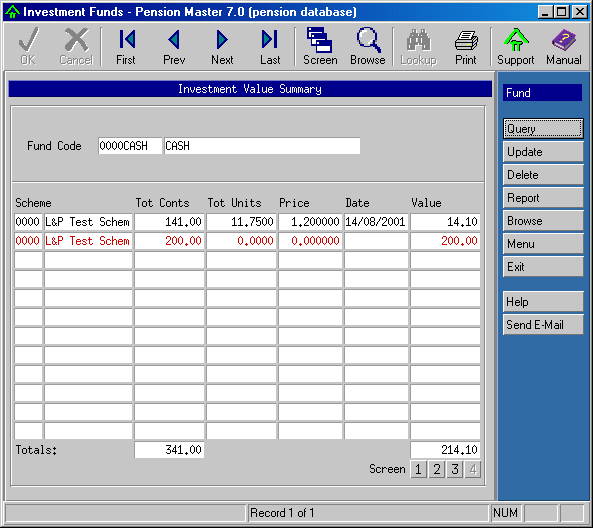 Investment Funds - Pension Master 7.0 (pension database)
OK Cancel First Prev Next Last Screen Browse Lookup Print Support Manual
Investment Value Summary
Fund Code 0000CASH CASH
Scheme Tot Conts Tot Units Price Date Value
0000 L&P Test Schem 141.00 11.7500 1.200000 14/08/2001 14.10
0000 L&P Test Schem 200.00 0.0000 0.000000 200.00
Totals: 341.00 214.10
Screen 1 2 3 4
Fund
Query
Update
Delete
Report
Browse
Menu
Exit
Help
Send E-Mail
Record 1 of 1 NUM